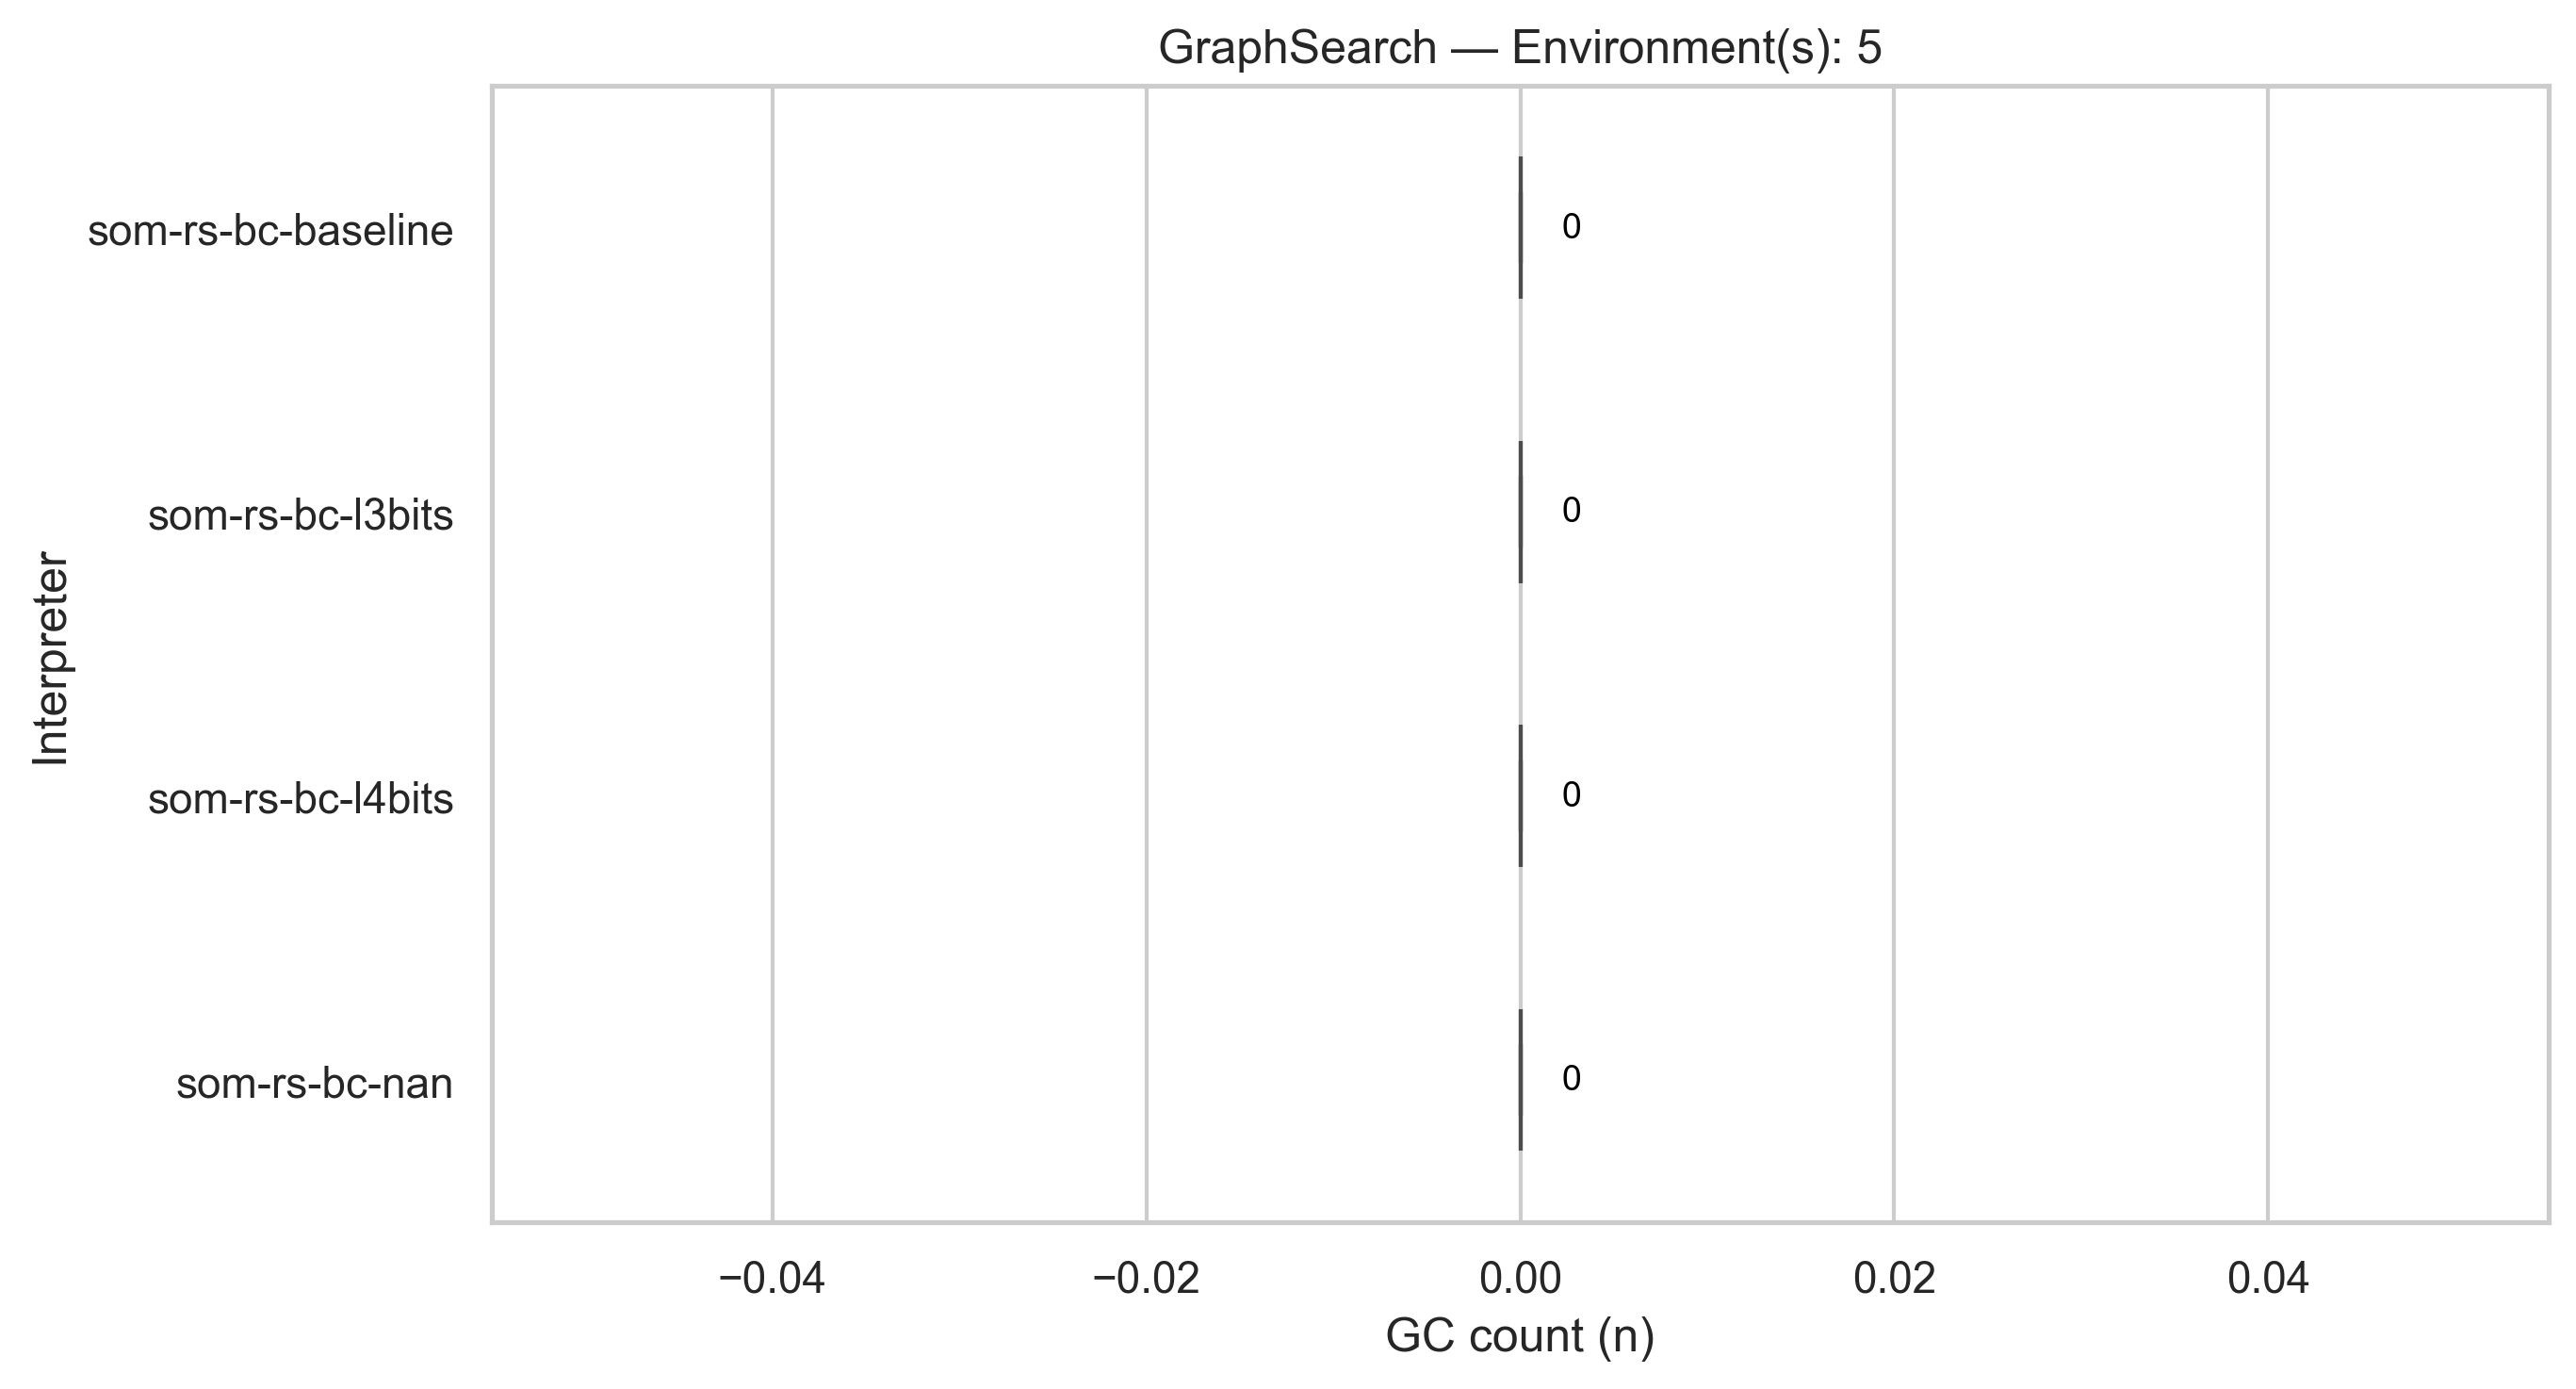 GraphSearch — Environment(s): 5
som-rs-bc-baseline
0
som-rs-bc-l3bits
0
som-rs-bc-l4bits
0
som-rs-bc-nan
0
Interpreter
−0.04
−0.02
0.00
0.02
0.04
GC count (n)